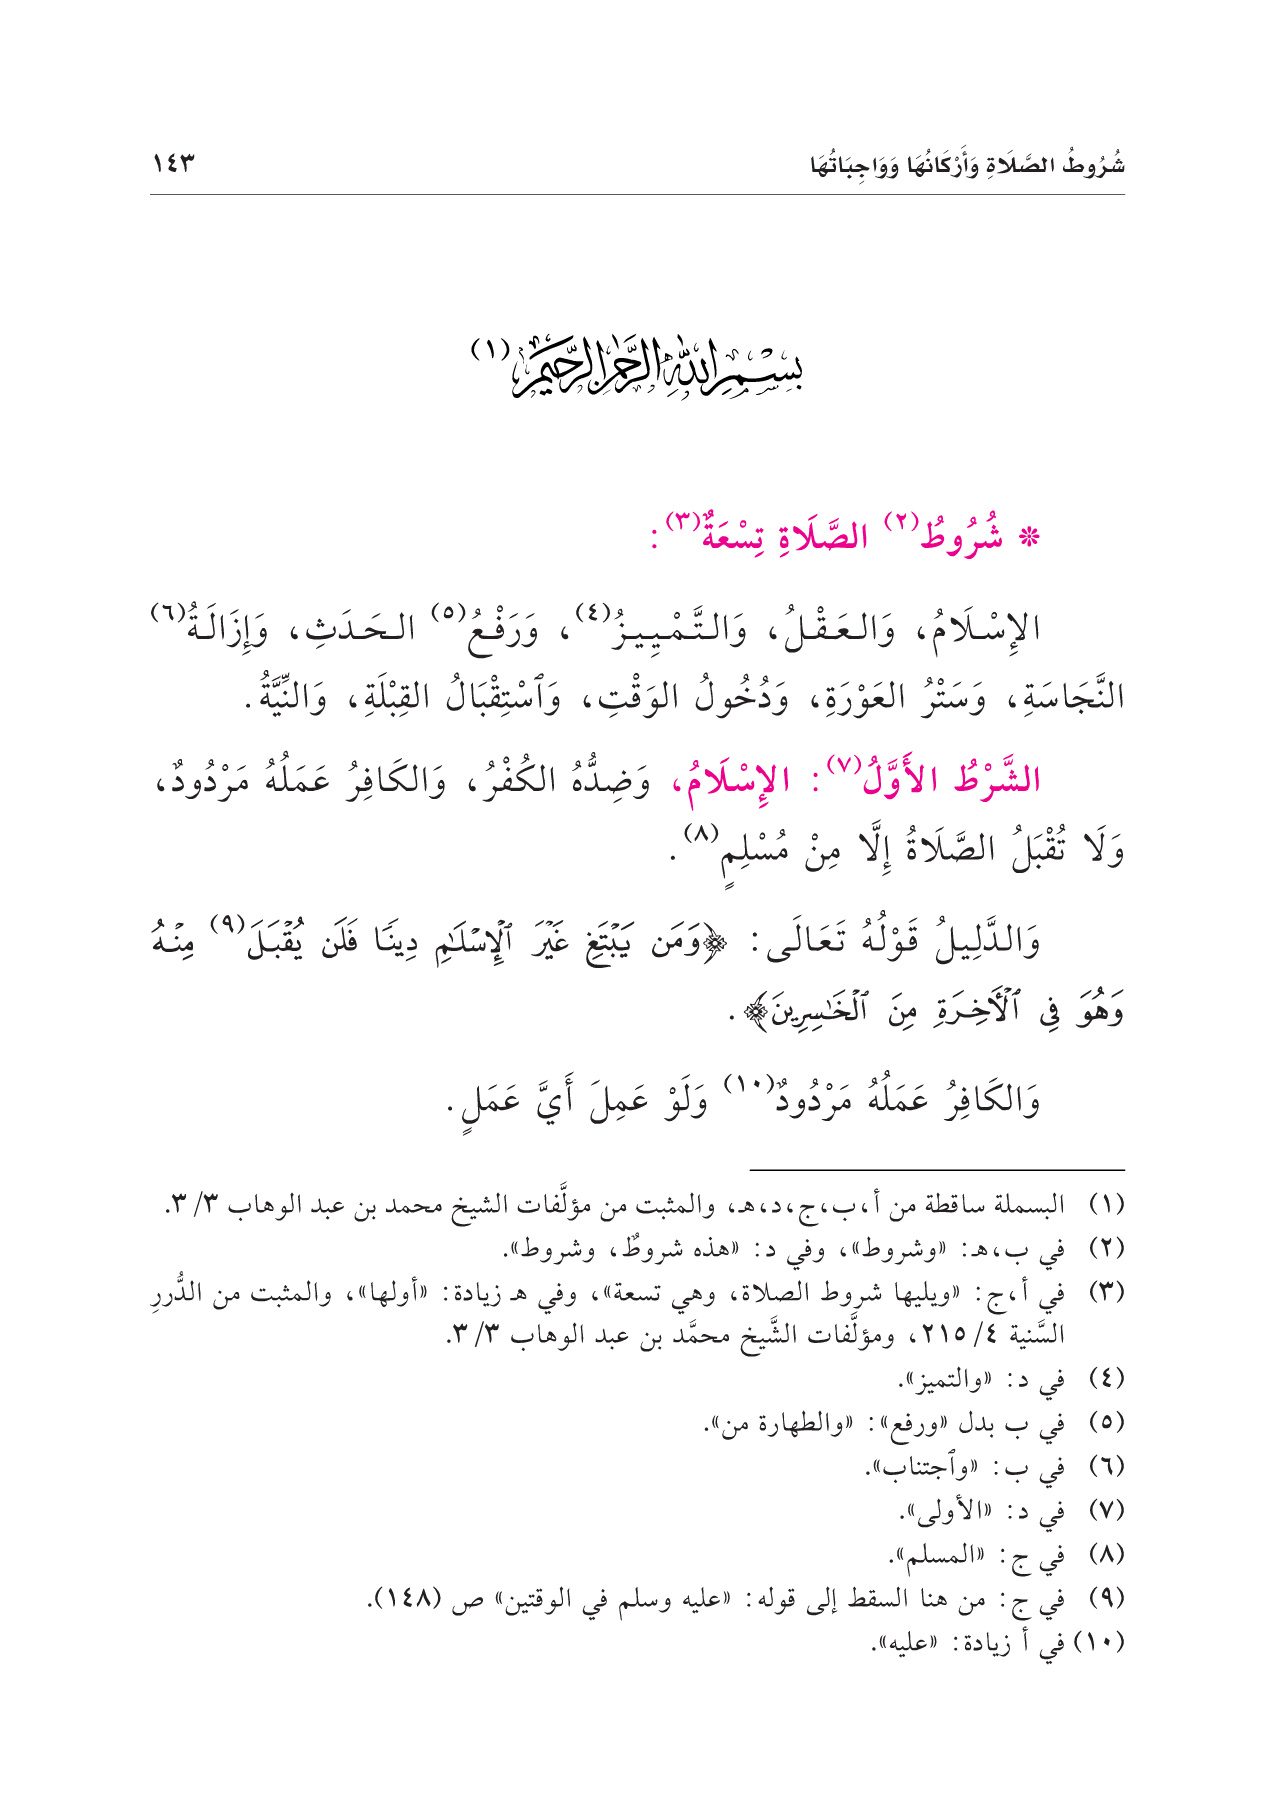 شُرُوطُ الصَّلَاةِ وَأَرْكَانُهَا وَوَاجِبَاتُهَا ١٤٣
بِسْمِ اللَّهِ الرَّحْمَٰنِ الرَّحِيمِ (١)
❊ شُرُوطُ(٢) الصَّلَاةِ تِسْعَةٌ(٣):
الإِسْلَامُ، وَالعَقْلُ، وَالتَّمْيِيزُ(٤)، وَرَفْعُ(٥) الحَدَثِ، وَإِزَالَةُ(٦)
النَّجَاسَةِ، وَسَتْرُ العَوْرَةِ، وَدُخُولُ الوَقْتِ، وَٱسْتِقْبَالُ القِبْلَةِ، وَالنِّيَّةُ.
الشَّرْطُ الأَوَّلُ(٧): الإِسْلَامُ، وَضِدُّهُ الكُفْرُ، وَالكَافِرُ عَمَلُهُ مَرْدُودٌ،
وَلَا تُقْبَلُ الصَّلَاةُ إِلَّا مِنْ مُسْلِمٍ(٨).
وَالدَّلِيلُ قَوْلُهُ تَعَالَى: ﴿وَمَن يَبۡتَغِ غَيۡرَ ٱلۡإِسۡلَٰمِ دِينٗا فَلَن يُقۡبَلَ(٩) مِنۡهُ
وَهُوَ فِي ٱلۡأٓخِرَةِ مِنَ ٱلۡخَٰسِرِينَ﴾.
وَالكَافِرُ عَمَلُهُ مَرْدُودٌ(١٠) وَلَوْ عَمِلَ أَيَّ عَمَلٍ.
(١) البسملة ساقطة من أ،ب،ج،د،هـ، والمثبت من مؤلَّفات الشيخ محمد بن عبد الوهاب ٣/٣.
(٢) في ب،هـ: «وشروط»، وفي د: «هذه شروطٌ، وشروط».
(٣) في أ،ج: «ويليها شروط الصلاة، وهي تسعة»، وفي هـ زيادة: «أولها»، والمثبت من الدُّررِ
السَّنية ٤/٢١٥، ومؤلَّفات الشَّيخ محمَّد بن عبد الوهاب ٣/٣.
(٤) في د: «والتميز».
(٥) في ب بدل «ورفع»: «والطهارة من».
(٦) في ب: «وٱجتناب».
(٧) في د: «الأولى».
(٨) في ج: «المسلم».
(٩) في ج: من هنا السقط إلى قوله: «عليه وسلم في الوقتين» ص (١٤٨).
(١٠) في أ زيادة: «عليه».